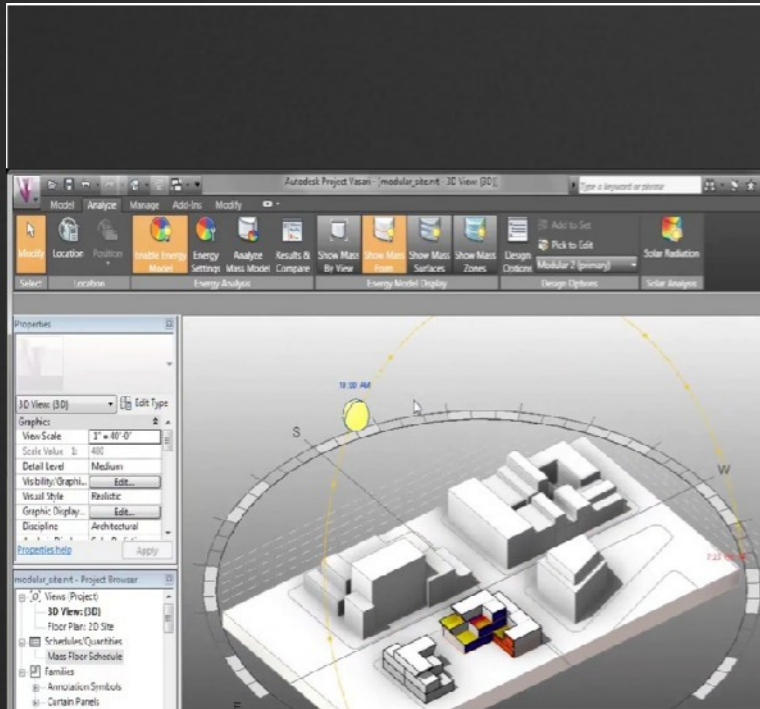 Autodesk Project Vasari - [modular_site.rvt - 3D View: {3D}]
Type a keyword or phrase
Model Analyze Manage Add-Ins Modify
Modify Location Position Enable Energy Model Energy Settings Analyze Mass Model Results & Compare Show Mass By View Show Mass Form Show Mass Surfaces Show Mass Zones Design Options Add to Set
Pick to Edit
Modular 2 (primary)
Solar Radiation
Select Location Energy Analysis Energy Model Display Design Options Solar Analysis
Properties
3D View: {3D} Edit Type
Graphics
View Scale 1" = 40'-0"
Scale Value 1: 480
Detail Level Medium
Visibility/Graphi... Edit...
Visual Style Realistic
Graphic Display... Edit...
Discipline Architectural
Properties help Apply
modular_site.rvt - Project Browser
Views (Project)
3D View: {3D}
Floor Plan: 2D Site
Schedules/Quantities
Mass Floor Schedule
Families
Annotation Symbols
Curtain Panels
10:00 AM
S
W